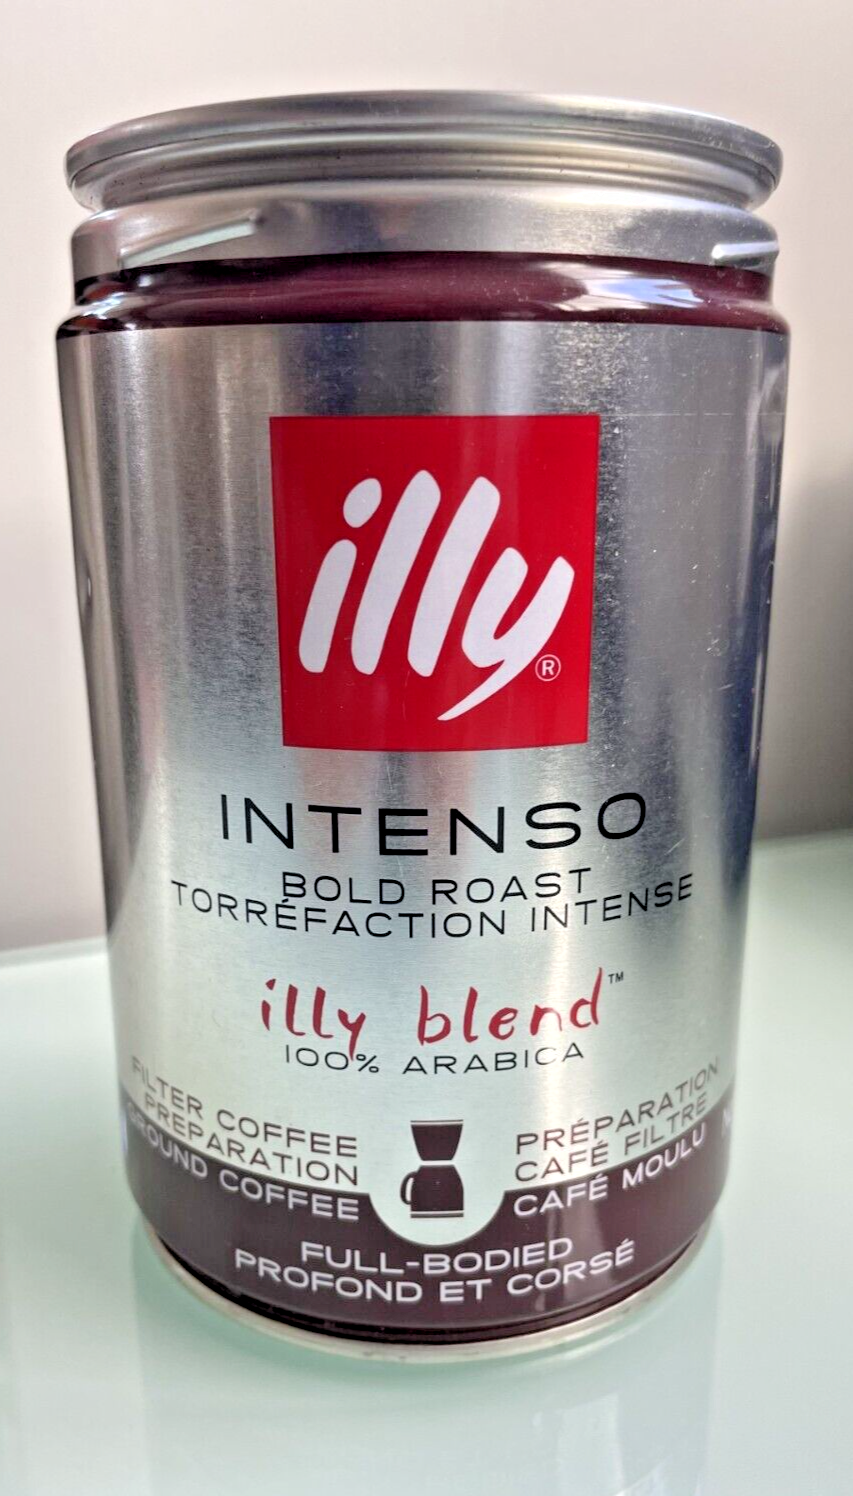 illy®
INTENSO
BOLD ROAST
TORRÉFACTION INTENSE
illy blend™
100% ARABICA
FILTER COFFEE
PREPARATION
GROUND COFFEE
PRÉPARATION
CAFÉ FILTRE
CAFÉ MOULU
FULL-BODIED
PROFOND ET CORSÉ